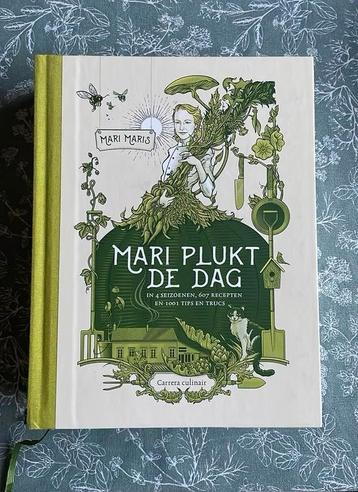 MARI MARIS
MARI PLUKT
DE DAG
IN 4 SEIZOENEN, 607 RECEPTEN
EN 1001 TIPS EN TRUCS
Carrera culinair